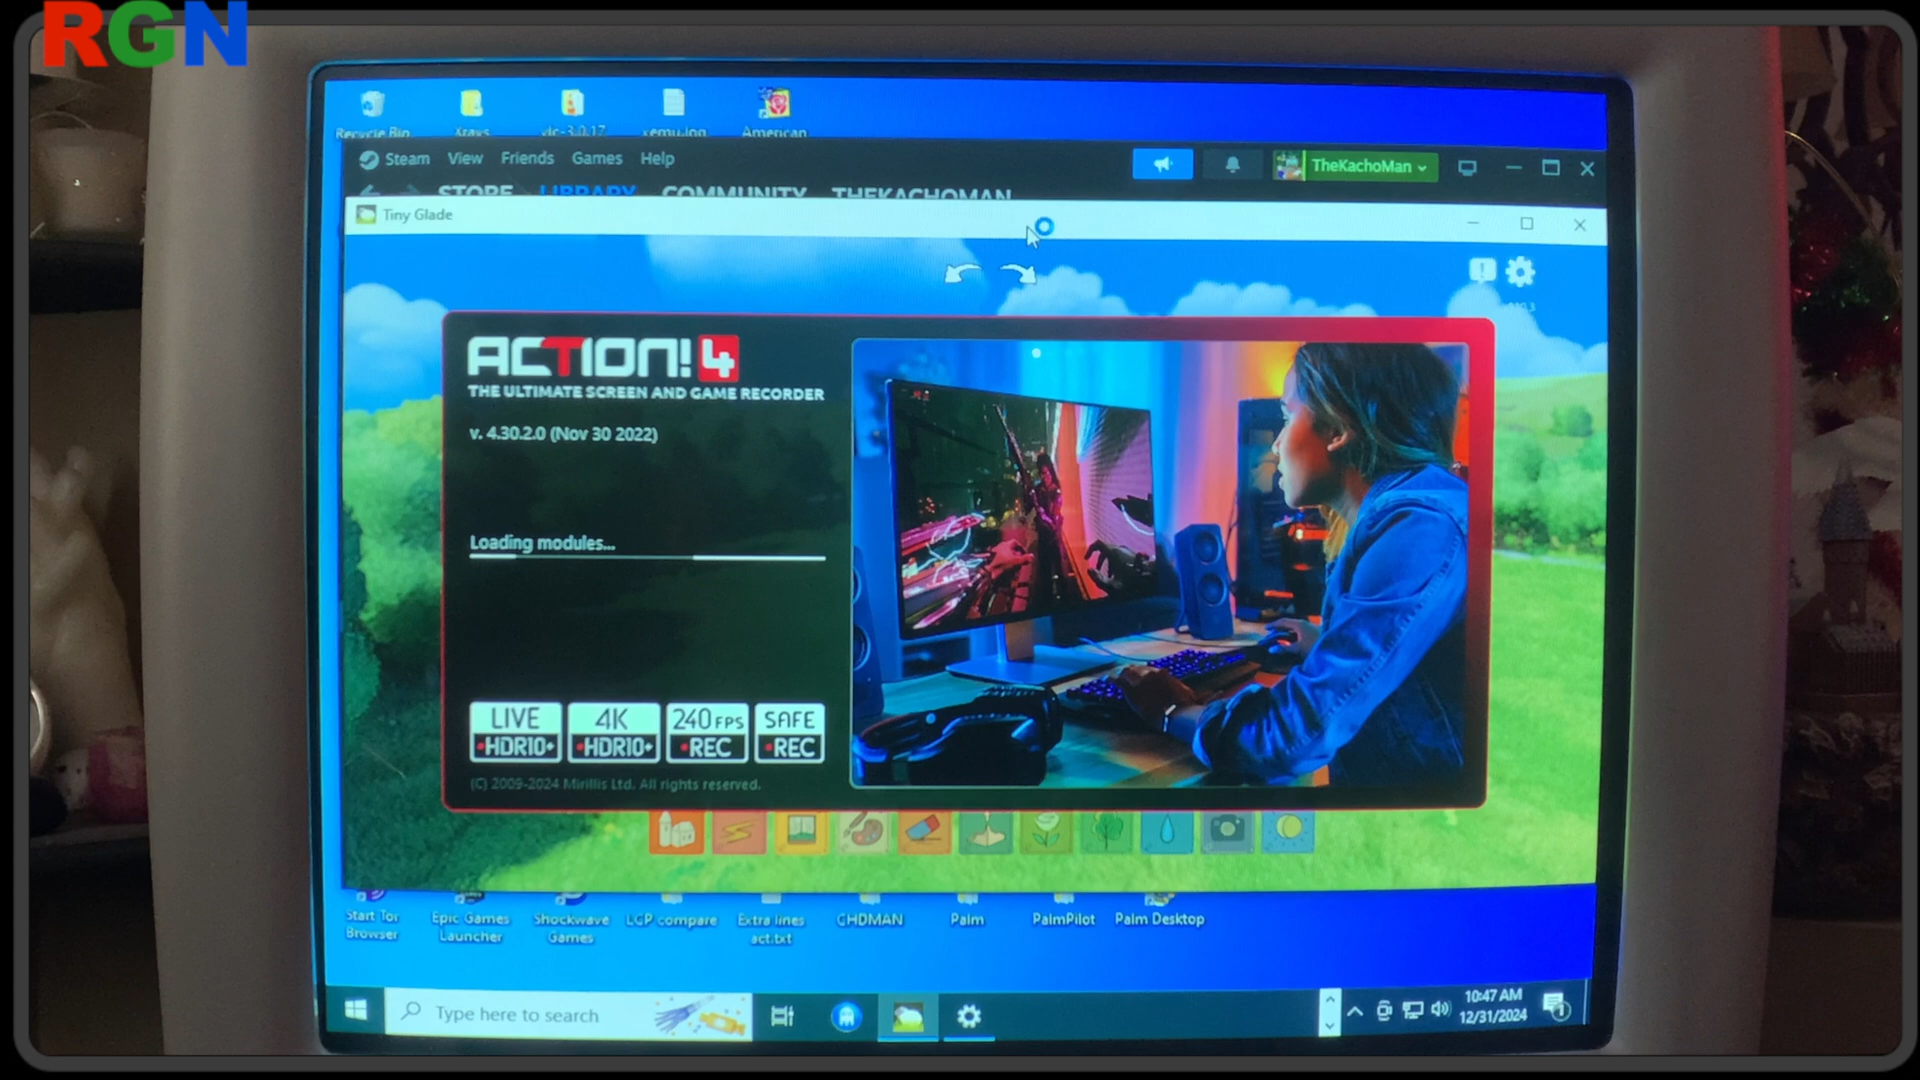 RGN
Recycle Bin
Xrays
vlc-3.0.17
xemu.log
American
Steam View Friends Games Help
TheKachoMan
STORE LIBRARY COMMUNITY THEKACHOMAN
Tiny Glade
ACTION! 4
THE ULTIMATE SCREEN AND GAME RECORDER
v. 4.30.2.0 (Nov 30 2022)
Loading modules...
LIVE 4K 240 FPS SAFE
HDR10+ HDR10+ REC REC
(C) 2009-2024 Mirillis Ltd. All rights reserved.
Start Tor Browser
Epic Games Launcher
Shockwave Games
LCP compare
Extra lines act.txt
CHDMAN
Palm
PalmPilot
Palm Desktop
Type here to search
10:47 AM
12/31/2024
1